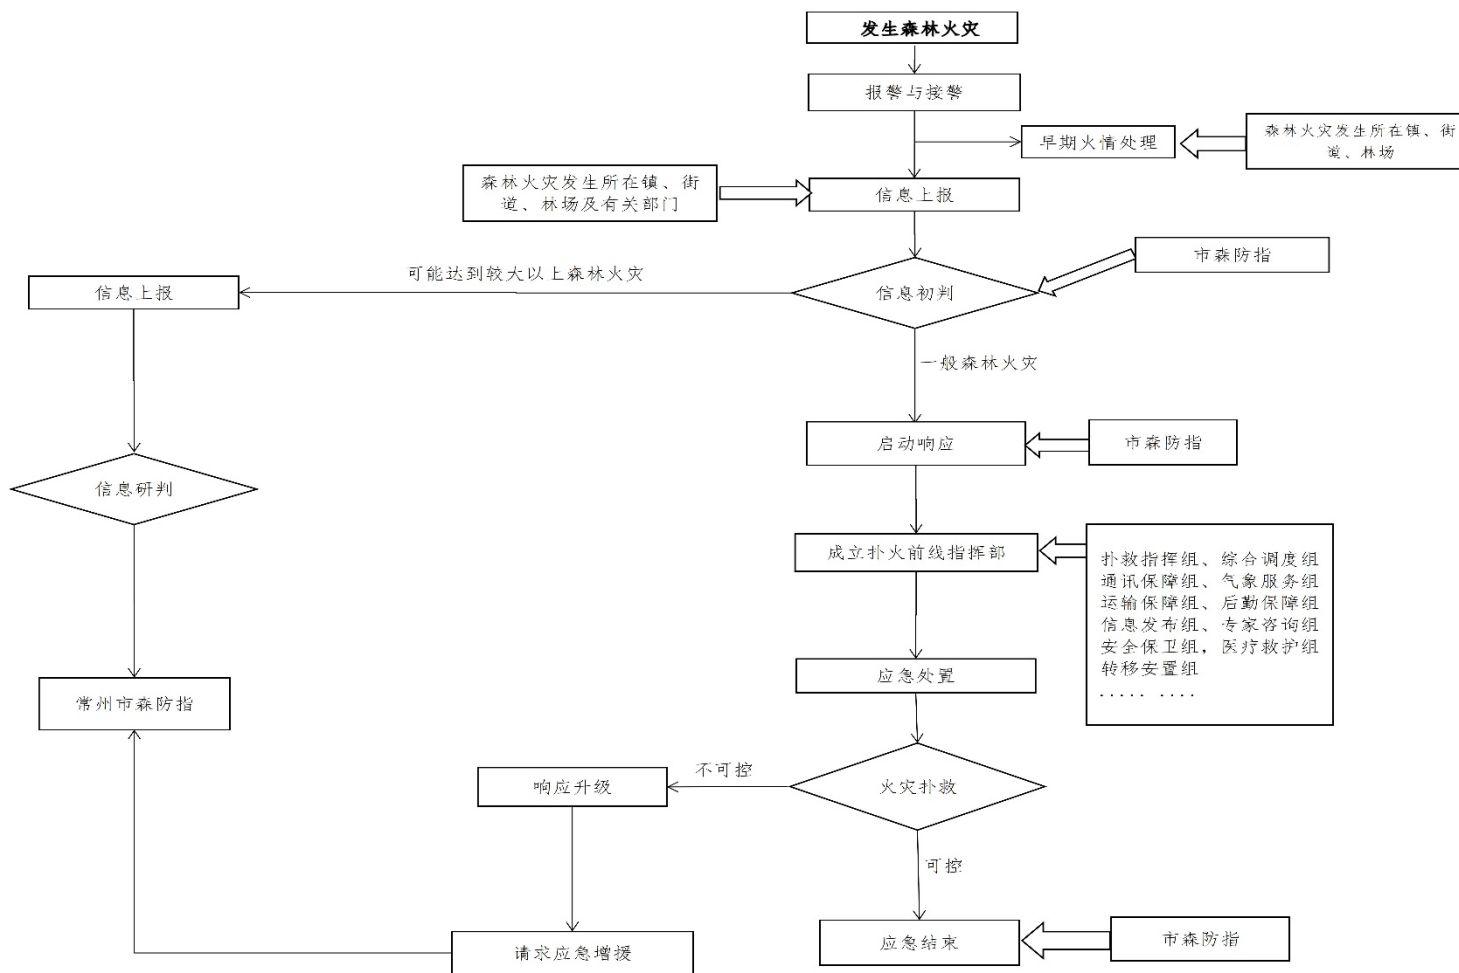 发生森林火灾
报警与接警
早期火情处理
森林火灾发生所在镇、街
道、林场
森林火灾发生所在镇、街
道、林场及有关部门
信息上报
市森防指
可能达到较大以上森林火灾
信息上报
信息初判
一般森林火灾
启动响应
市森防指
信息研判
成立扑火前线指挥部
扑救指挥组、综合调度组
通讯保障组、气象服务组
运输保障组、后勤保障组
信息发布组、专家咨询组
安全保卫组，医疗救护组
转移安置组
..... ....
应急处置
常州市森防指
不可控
响应升级
火灾扑救
可控
请求应急增援
应急结束
市森防指